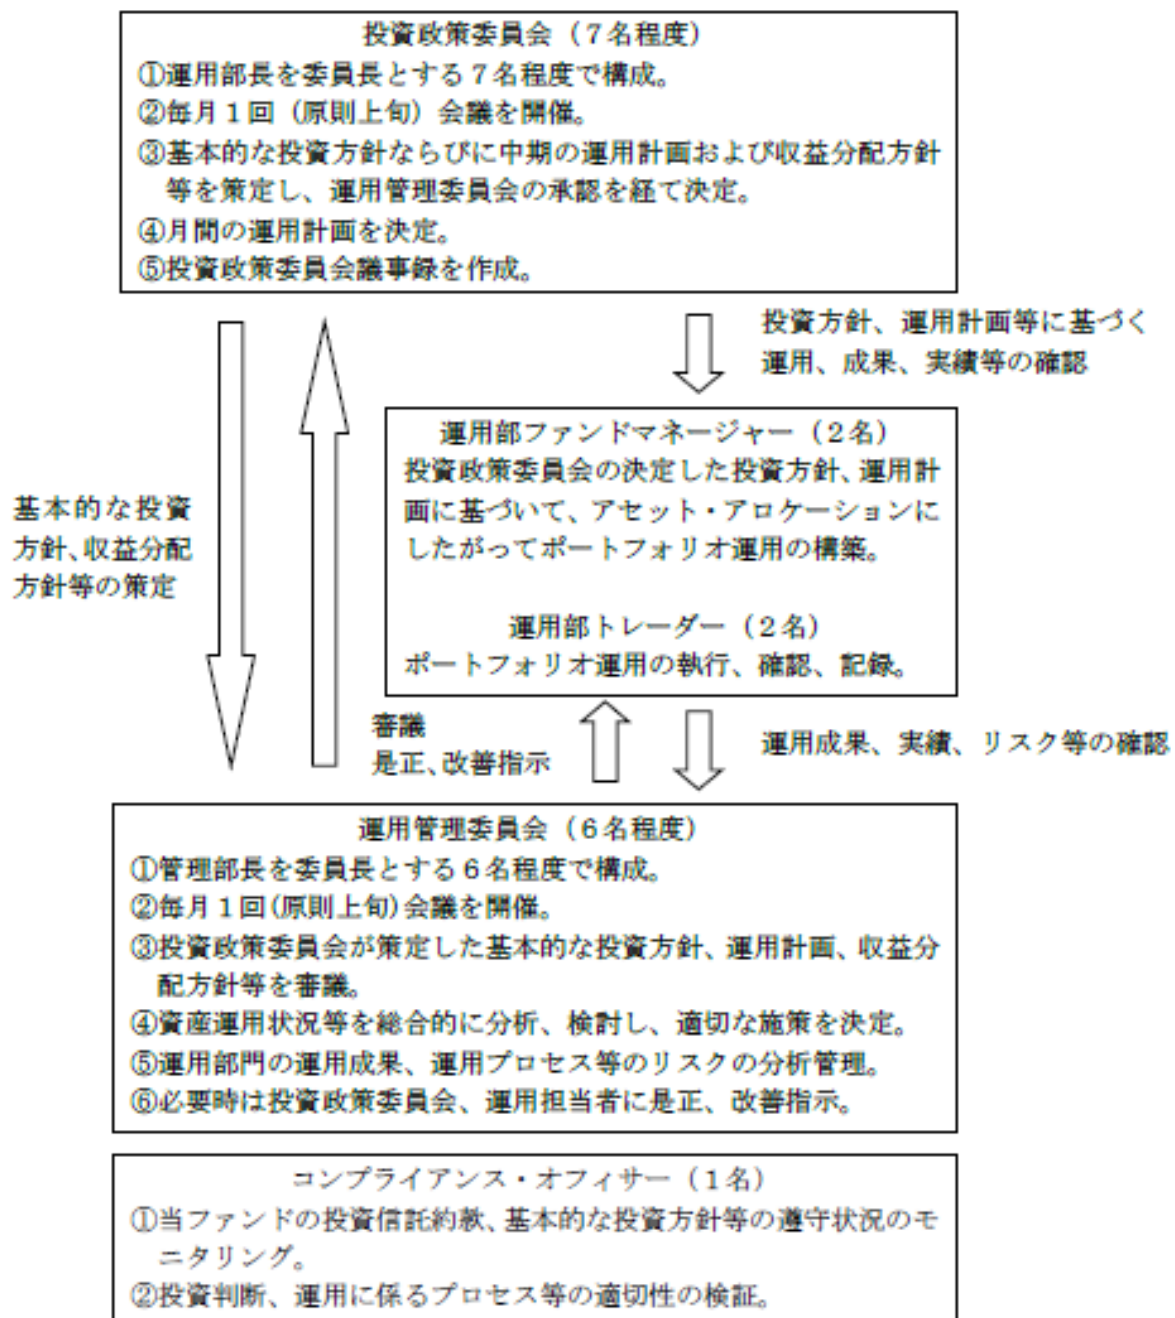 投資政策委員会（７名程度）
①運用部長を委員長とする７名程度で構成。
②毎月１回（原則上旬）会議を開催。
③基本的な投資方針ならびに中期の運用計画および収益分配方針
等を策定し、運用管理委員会の承認を経て決定。
④月間の運用計画を決定。
⑤投資政策委員会議事録を作成。
投資方針、運用計画等に基づく
運用、成果、実績等の確認
運用部ファンドマネージャー（２名）
投資政策委員会の決定した投資方針、運用計
画に基づいて、アセット・アロケーションに
したがってポートフォリオ運用の構築。
運用部トレーダー（２名）
ポートフォリオ運用の執行、確認、記録。
基本的な投資
方針、収益分配
方針等の策定
審議
是正、改善指示
運用成果、実績、リスク等の確認
運用管理委員会（６名程度）
①管理部長を委員長とする６名程度で構成。
②毎月１回(原則上旬)会議を開催。
③投資政策委員会が策定した基本的な投資方針、運用計画、収益分
配方針等を審議。
④資産運用状況等を総合的に分析、検討し、適切な施策を決定。
⑤運用部門の運用成果、運用プロセス等のリスクの分析管理。
⑥必要時は投資政策委員会、運用担当者に是正、改善指示。
コンプライアンス・オフィサー（１名）
①当ファンドの投資信託約款、基本的な投資方針等の遵守状況のモ
ニタリング。
②投資判断、運用に係るプロセス等の適切性の検証。